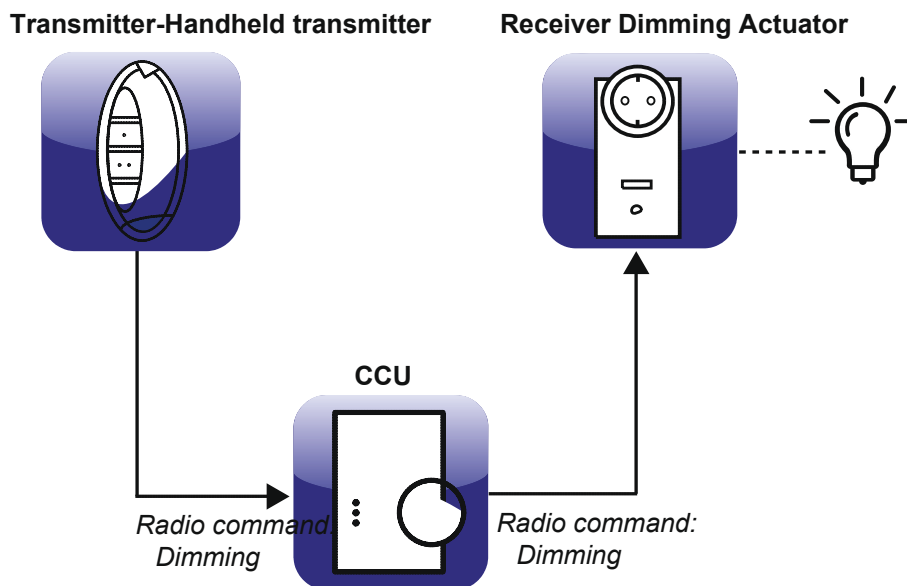 Transmitter-Handheld transmitter
Receiver Dimming Actuator
CCU
Radio command:
Dimming
Radio command:
Dimming